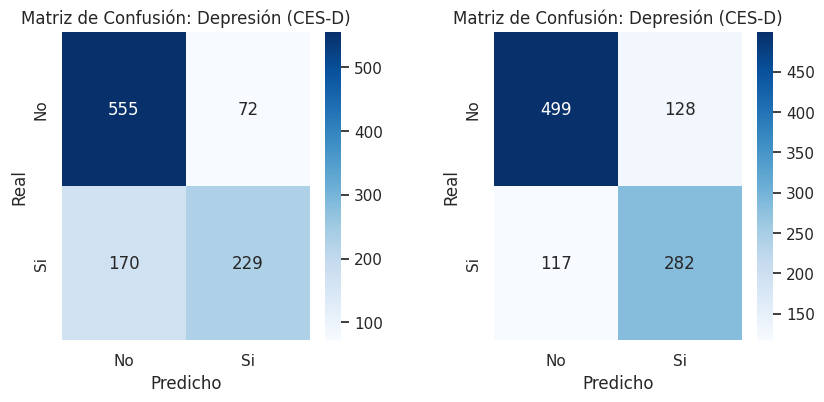 Matriz de Confusión: Depresión (CES-D)
555 72
170 229
No
Si
Real
No Si
Predicho
500
400
300
200
100
Matriz de Confusión: Depresión (CES-D)
499 128
117 282
No
Si
Real
No Si
Predicho
450
400
350
300
250
200
150